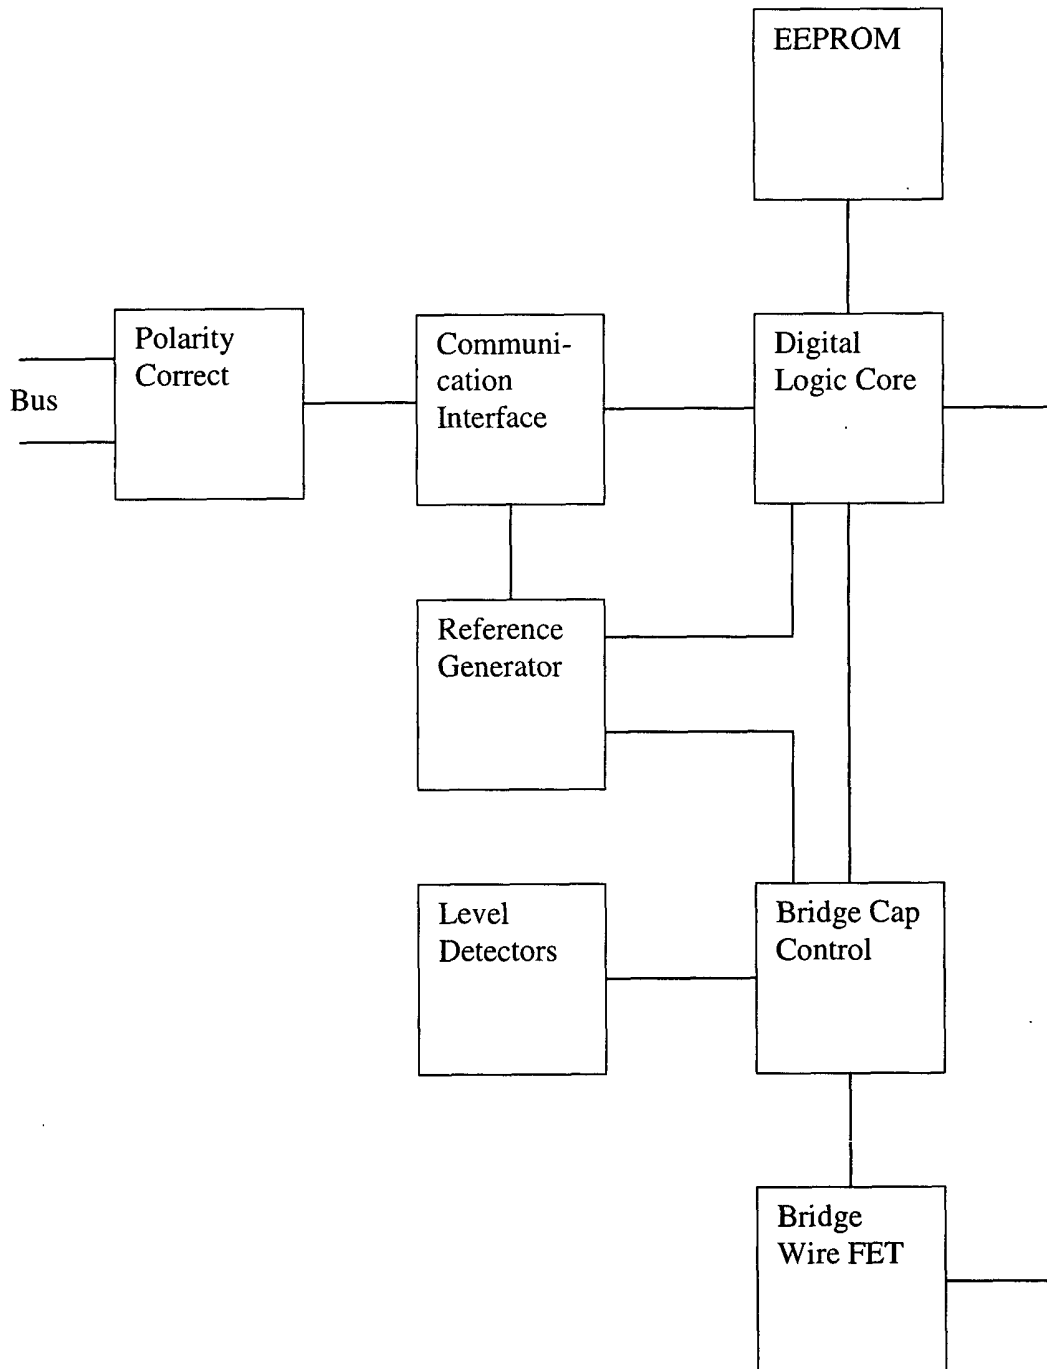 EEPROM
Polarity
Correct
Bus
Communi-
cation
Interface
Digital
Logic Core
Reference
Generator
Level
Detectors
Bridge Cap
Control
Bridge
Wire FET